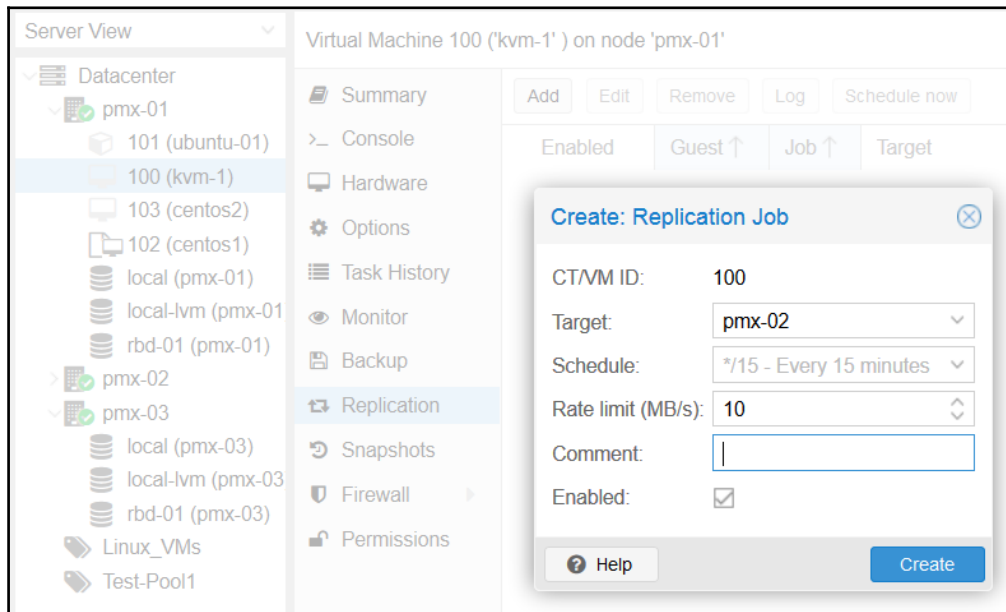 Server View
Datacenter
pmx-01
101 (ubuntu-01)
100 (kvm-1)
103 (centos2)
102 (centos1)
local (pmx-01)
local-lvm (pmx-01
rbd-01 (pmx-01)
pmx-02
pmx-03
local (pmx-03)
local-lvm (pmx-03
rbd-01 (pmx-03)
Linux_VMs
Test-Pool1
Virtual Machine 100 ('kvm-1' ) on node 'pmx-01'
Summary
Console
Hardware
Options
Task History
Monitor
Backup
Replication
Snapshots
Firewall
Permissions
Add Edit Remove Log Schedule now
Enabled Guest ↑ Job ↑ Target
Create: Replication Job
CT/VM ID: 100
Target: pmx-02
Schedule: */15 - Every 15 minutes
Rate limit (MB/s): 10
Comment:
Enabled:
Help Create